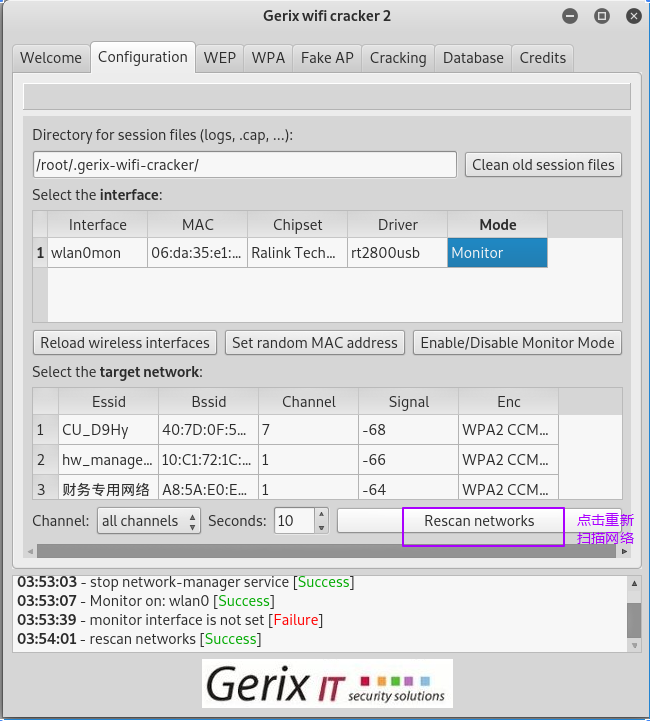 Gerix wifi cracker 2
Welcome Configuration WEP WPA Fake AP Cracking Database Credits
Directory for session files (logs, .cap, ...):
/root/.gerix-wifi-cracker/ Clean old session files
Select the interface:
Interface MAC Chipset Driver Mode
1 wlan0mon 06:da:35:e1:... Ralink Tech... rt2800usb Monitor
Reload wireless interfaces Set random MAC address Enable/Disable Monitor Mode
Select the target network:
Essid Bssid Channel Signal Enc
1 CU_D9Hy 40:7D:0F:5... 7 -68 WPA2 CCM...
2 hw_manage... 10:C1:72:1C:... 1 -66 WPA2 CCM...
3 财务专用网络 A8:5A:E0:E... 1 -64 WPA2 CCM...
Channel: all channels Seconds: 10 Rescan networks 点击重新
扫描网络
03:53:03 - stop network-manager service [Success]
03:53:07 - Monitor on: wlan0 [Success]
03:53:39 - monitor interface is not set [Failure]
03:54:01 - rescan networks [Success]
Gerix IT security solutions